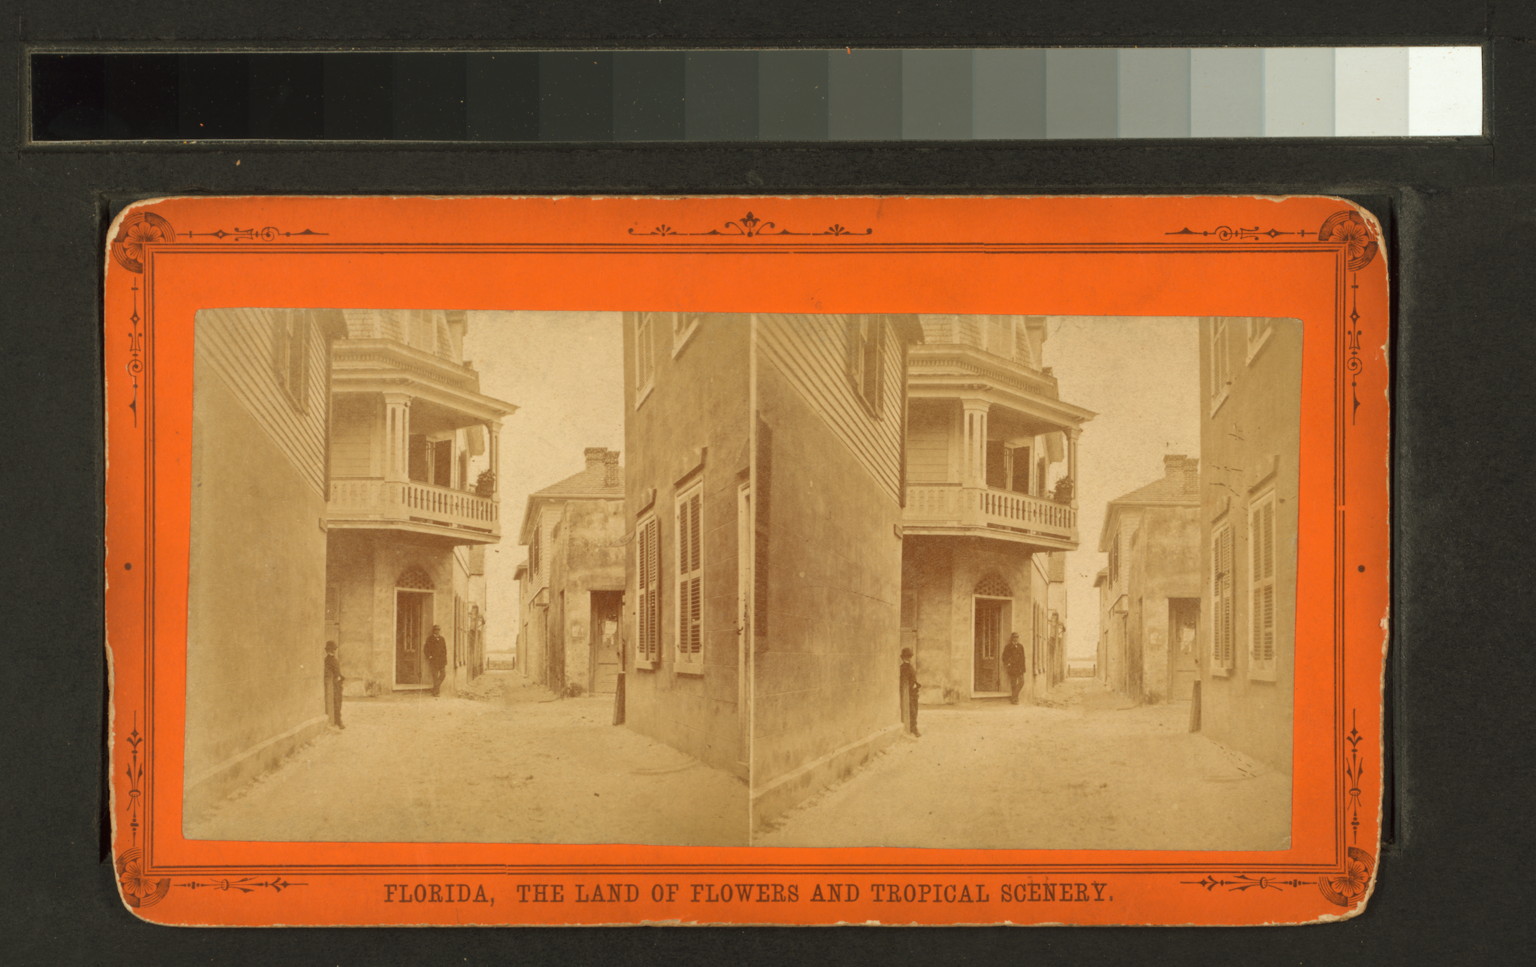 FLORIDA, THE LAND OF FLOWERS AND TROPICAL SCENERY.